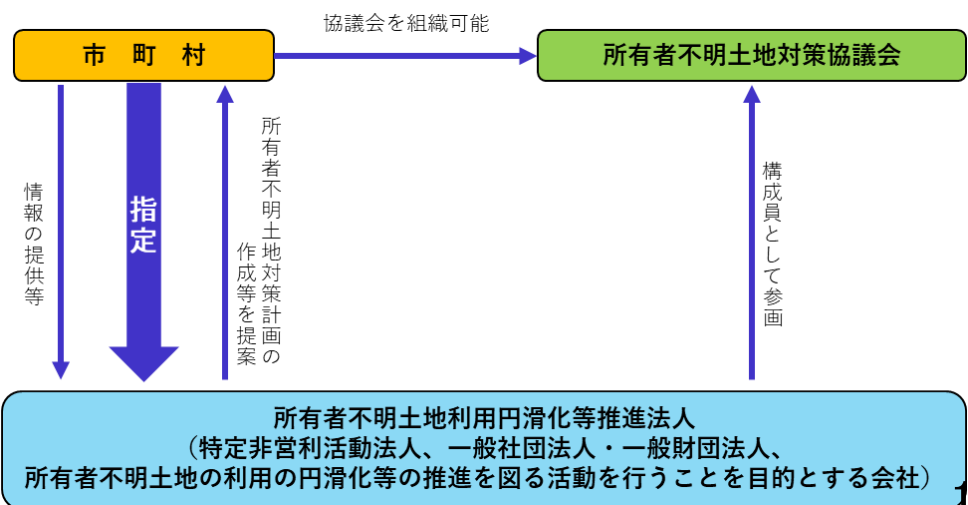 協議会を組織可能
市　町　村
所有者不明土地対策協議会
情報の提供等
指定
所有者不明土地対策計画の
作成等を提案
構成員として参画
所有者不明土地利用円滑化等推進法人
（特定非営利活動法人、一般社団法人・一般財団法人、
所有者不明土地の利用の円滑化等の推進を図る活動を行うことを目的とする会社）